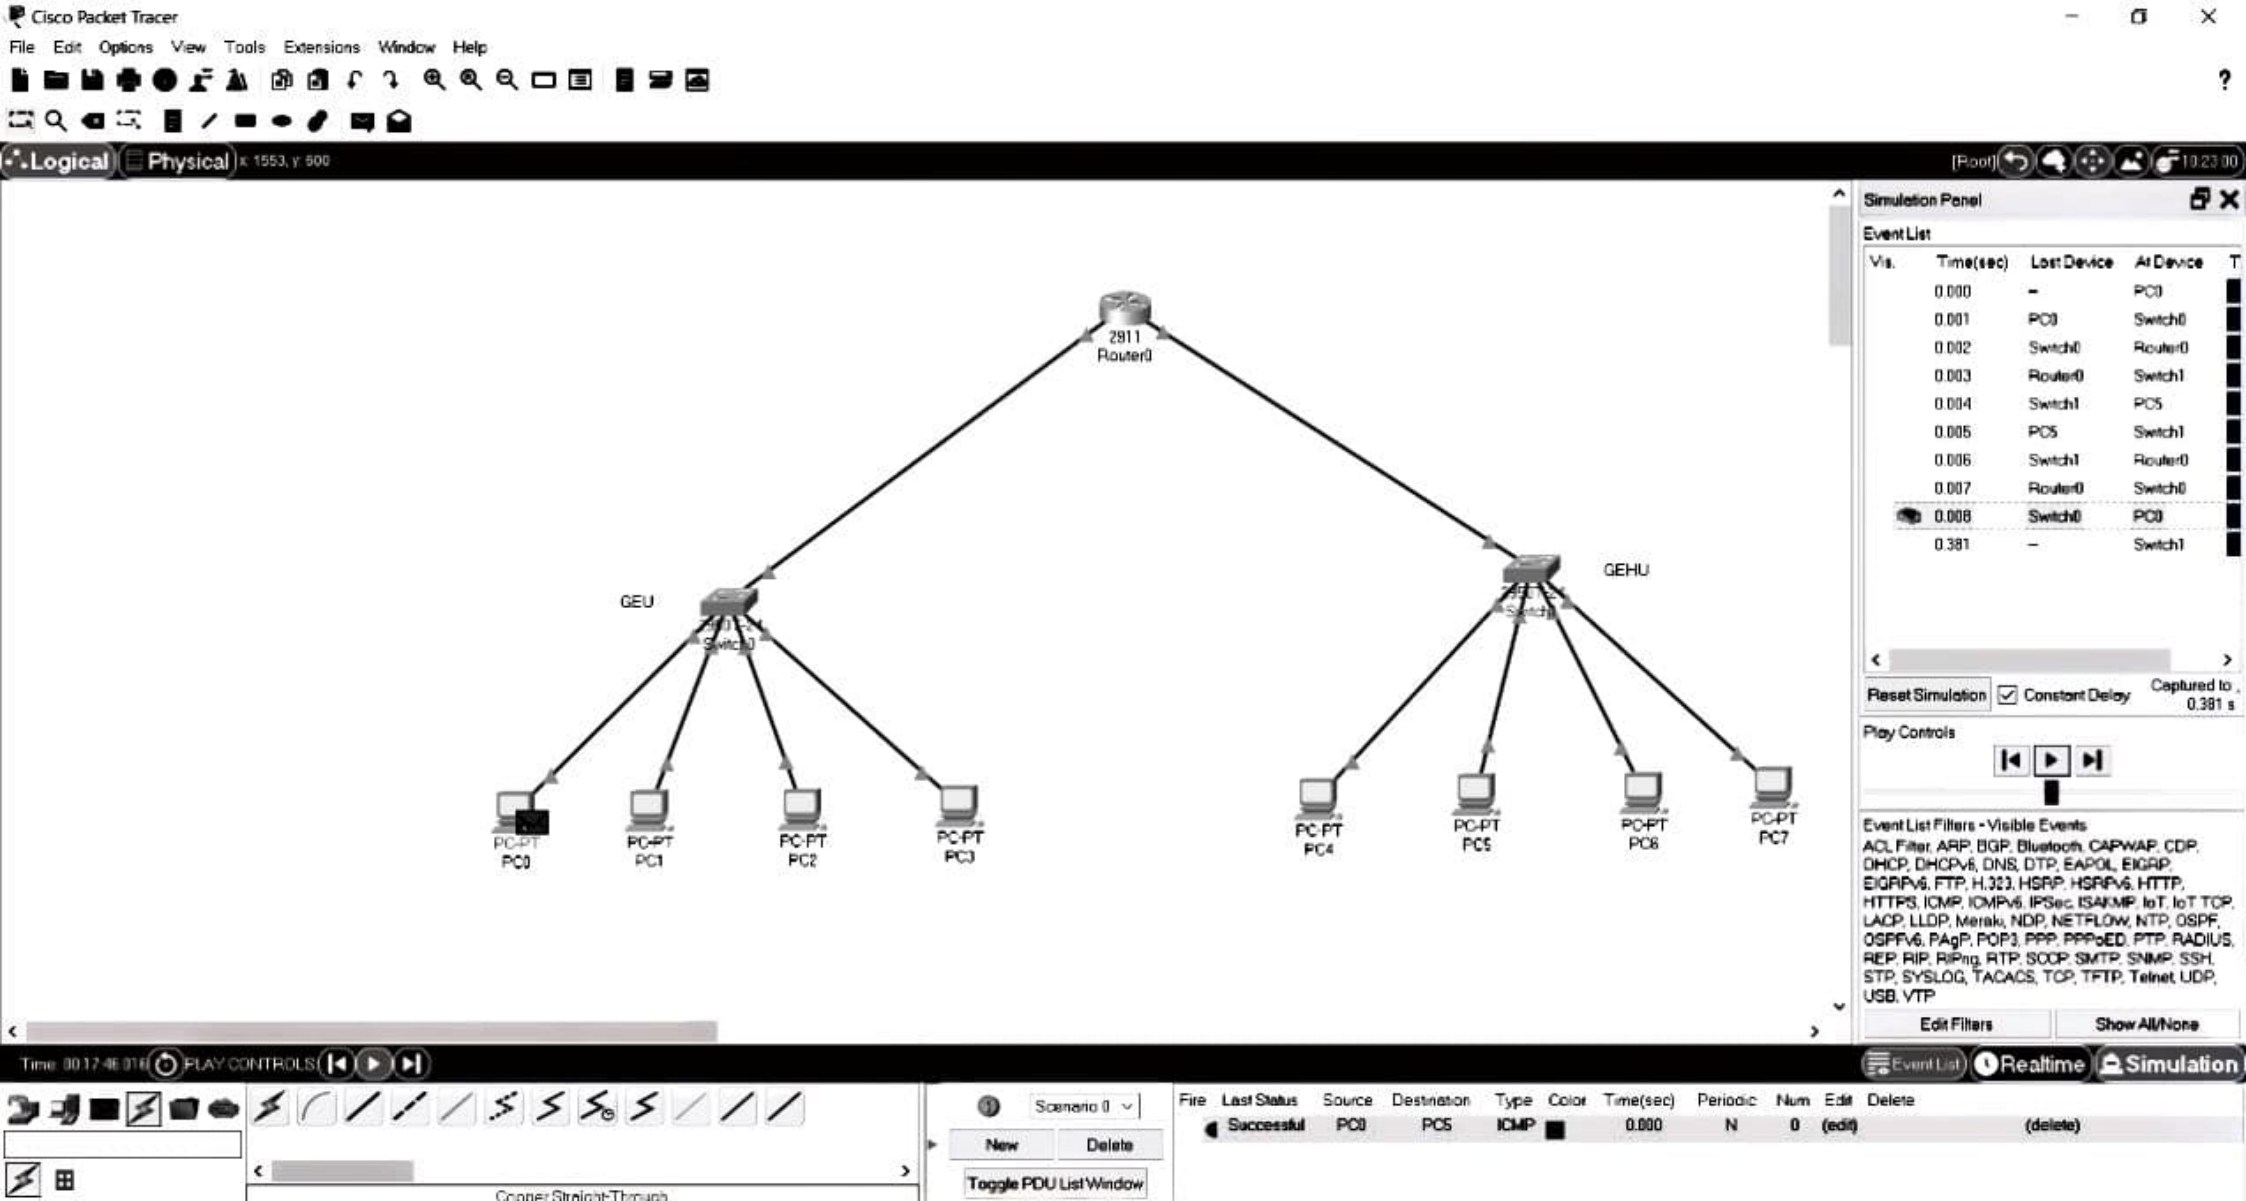 Cisco Packet Tracer
File Edit Options View Tools Extensions Window Help
?
Logical Physical x: 1553, y: 600
[Root] 10:23:00
2911
Router0
GEU
Switch0
GEHU
PC-PT
PC0
PC-PT
PC1
PC-PT
PC2
PC-PT
PC3
PC-PT
PC4
PC-PT
PC5
PC-PT
PC6
PC-PT
PC7
Simulation Panel
Event List
Vis. Time(sec) Last Device At Device T
0.000 -- PC0
0.001 PC0 Switch0
0.002 Switch0 Router0
0.003 Router0 Switch1
0.004 Switch1 PC5
0.005 PC5 Switch1
0.006 Switch1 Router0
0.007 Router0 Switch0
0.008 Switch0 PC0
0.381 -- Switch1
Reset Simulation Constant Delay Captured to
0.381 s
Play Controls
Event List Filters - Visible Events
ACL Filter, ARP, BGP, Bluetooth, CAPWAP, CDP,
DHCP, DHCPv6, DNS, DTP, EAPOL, EIGRP,
EIGRPv6, FTP, H.323, HSRP, HSRPv6, HTTP,
HTTPS, ICMP, ICMPv6, IPSec, ISAKMP, IoT, IoT TCP,
LACP, LLDP, Meraki, NDP, NETFLOW, NTP, OSPF,
OSPFv6, PAgP, POP3, PPP, PPPoED, PTP, RADIUS,
REP, RIP, RIPng, RTP, SCCP, SMTP, SNMP, SSH,
STP, SYSLOG, TACACS, TCP, TFTP, Telnet, UDP,
USB, VTP
Edit Filters Show All/None
Time: 00:17:46.016 PLAY CONTROLS:
Event List Realtime Simulation
Scenario 0
New Delete
Toggle PDU List Window
Fire Last Status Source Destination Type Color Time(sec) Periodic Num Edit Delete
Successful PC0 PC5 ICMP 0.000 N 0 (edit) (delete)
Copper Straight-Through